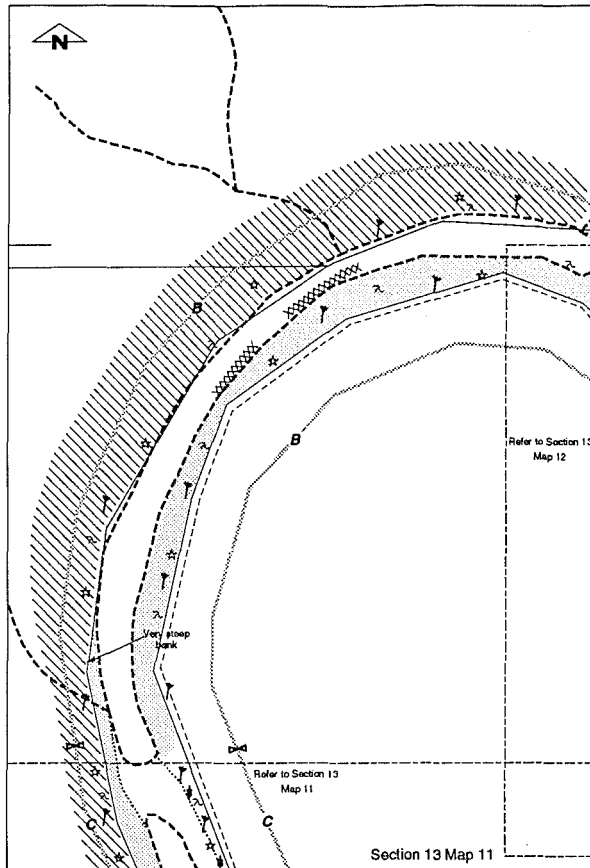 N
B
B
Refer to Section 13
Map 12
Very steep
bank
Refer to Section 13
Map 11
C
C
Section 13 Map 11